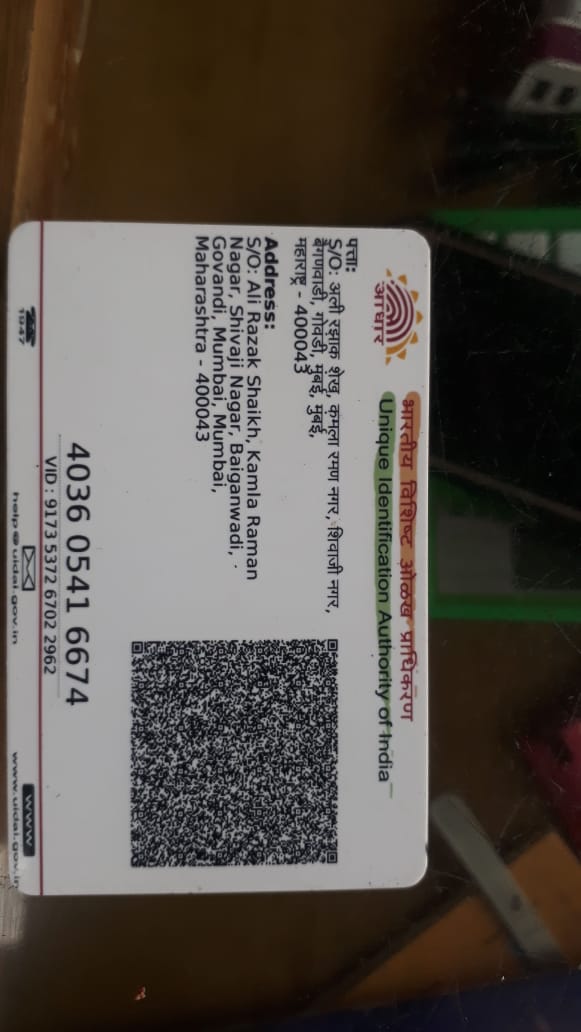 आधार
भारतीय विशिष्ट ओळख प्राधिकरण
Unique Identification Authority of India
पत्ता:
S/O: अली रझाक शेख, कमला रमण नगर, शिवाजी नगर,
बैगणवाडी, गोवंडी, मुंबई, मुंबई,
महाराष्ट्र - 400043
Address:
S/O: Ali Razak Shaikh, Kamla Raman
Nagar, Shivaji Nagar, Baiganwadi,
Govandi, Mumbai, Mumbai,
Maharashtra - 400043
4036 0541 6674
VID : 9173 5372 6702 2962
1947
help@uidai.gov.in
www
www.uidai.gov.in